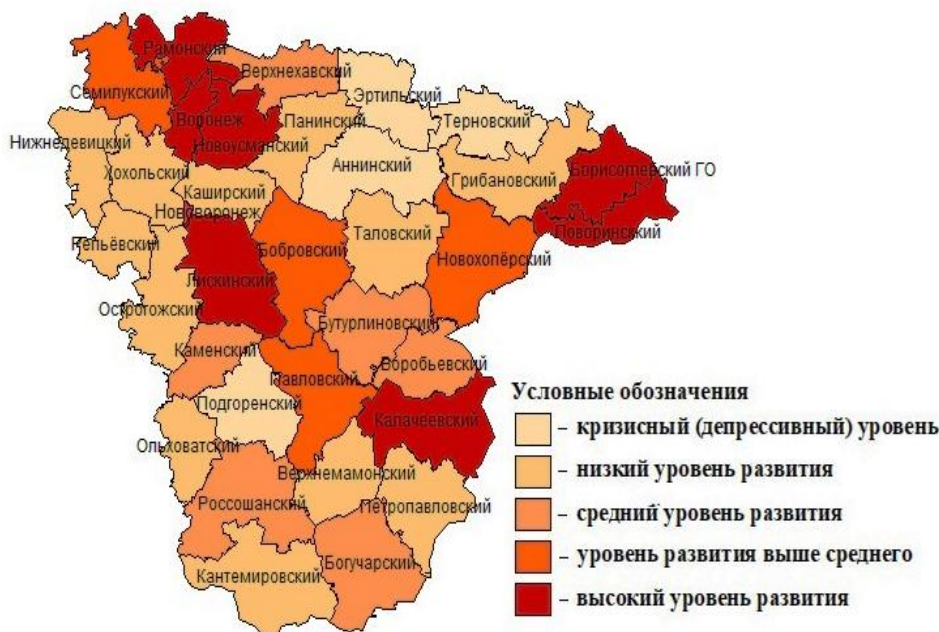 Рамонский
Верхнехавский
Семилукский
Эртильский
Воронеж
Панинский
Терновский
Нижнедевицкий
Новоусманский
Хохольский
Аннинский
Грибановский
Борисоглебский ГО
Каширский
Нововоронеж
Поворинский
Таловский
Репьёвский
Бобровский
Новохопёрский
Лискинский
Острогожский
Бутурлиновский
Каменский
Воробьевский
Павловский
Подгоренский
Калачеевский
Ольховатский
Верхнемамонский
Россошанский
Петропавловский
Богучарский
Кантемировский
Условные обозначения
– кризисный (депрессивный) уровень
– низкий уровень развития
– средний уровень развития
– уровень развития выше среднего
– высокий уровень развития